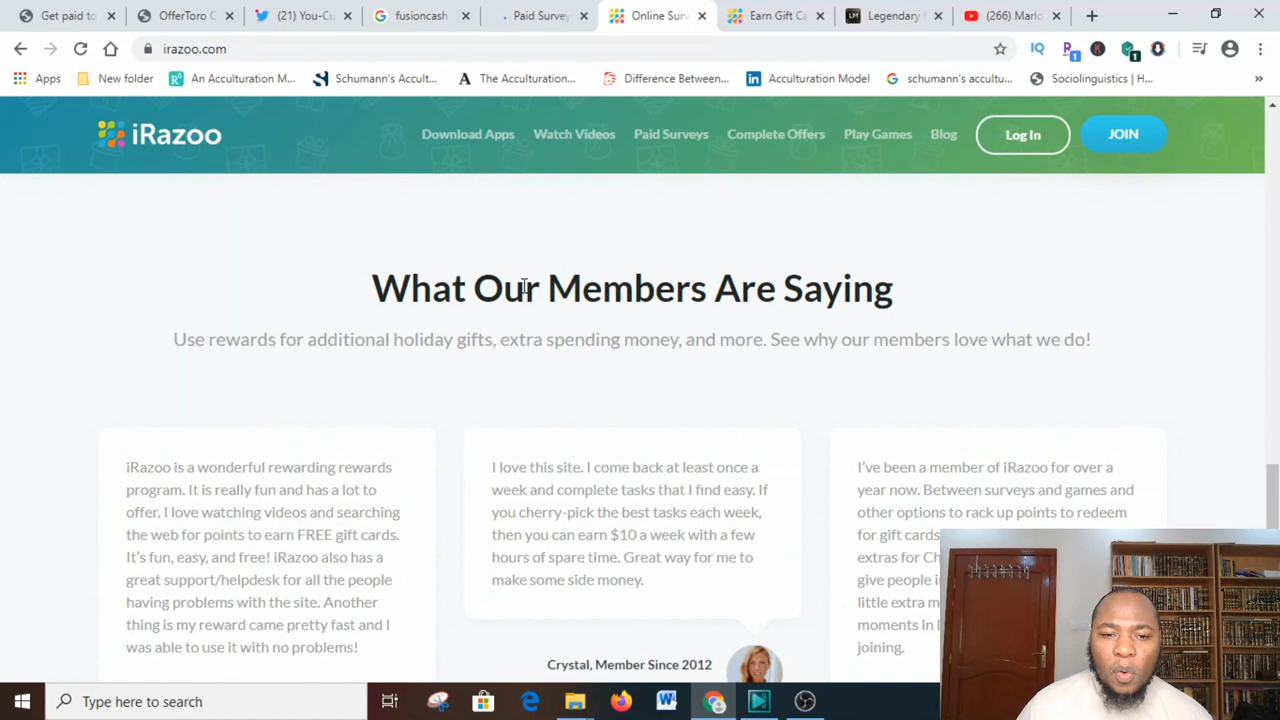 Get paid to
OfferToro
(21) You-Cu
fusioncash
Paid Survey
Online Surv
Earn Gift Ca
Legendary
(266) Marlo
irazoo.com
Apps
New folder
An Acculturation M...
Schumann's Accult...
The Acculturation...
Difference Between...
Acculturation Model
schumann's accultu...
Sociolinguistics (H...
iRazoo
Download Apps
Watch Videos
Paid Surveys
Complete Offers
Play Games
Blog
Log In
JOIN
What Our Members Are Saying
Use rewards for additional holiday gifts, extra spending money, and more. See why our members love what we do!
iRazoo is a wonderful rewarding rewards
program. It is really fun and has a lot to
offer. I love watching videos and searching
the web for points to earn FREE gift cards.
It's fun, easy, and free! iRazoo also has a
great support/helpdesk for all the people
having problems with the site. Another
thing is my reward came pretty fast and I
was able to use it with no problems!
I love this site. I come back at least once a
week and complete tasks that I find easy. If
you cherry-pick the best tasks each week,
then you can earn $10 a week with a few
hours of spare time. Great way for me to
make some side money.
Crystal, Member Since 2012
I've been a member of iRazoo for over a
year now. Between surveys and games and
other options to rack up points to redeem
for gift cards
extras for Ch
give people i
little extra m
moments in
joining.
Type here to search